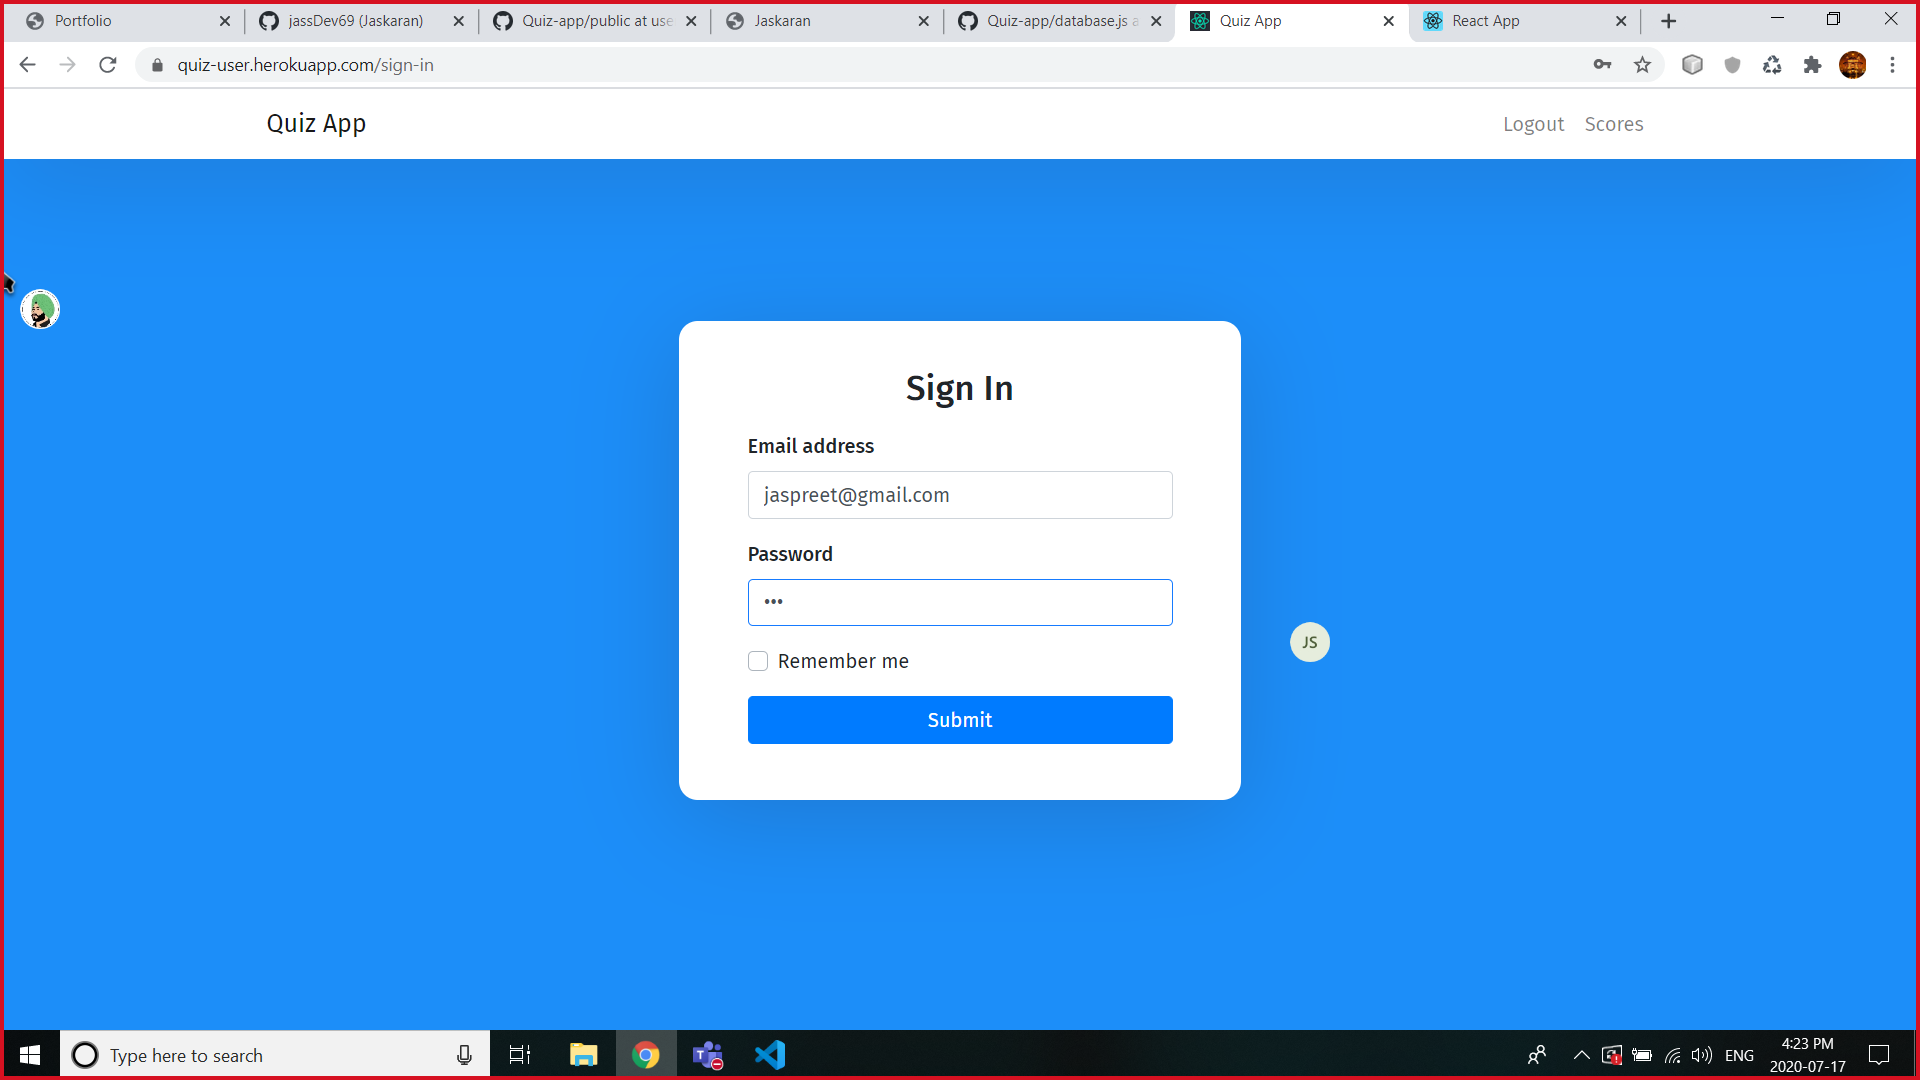 Portfolio
jassDev69 (Jaskaran)
Quiz-app/public at use
Jaskaran
Quiz-app/database.js a
Quiz App
React App
quiz-user.herokuapp.com/sign-in
Quiz App
Logout
Scores
Sign In
Email address
jaspreet@gmail.com
Password
•••
JS
Remember me
Submit
Type here to search
ENG
4:23 PM
2020-07-17